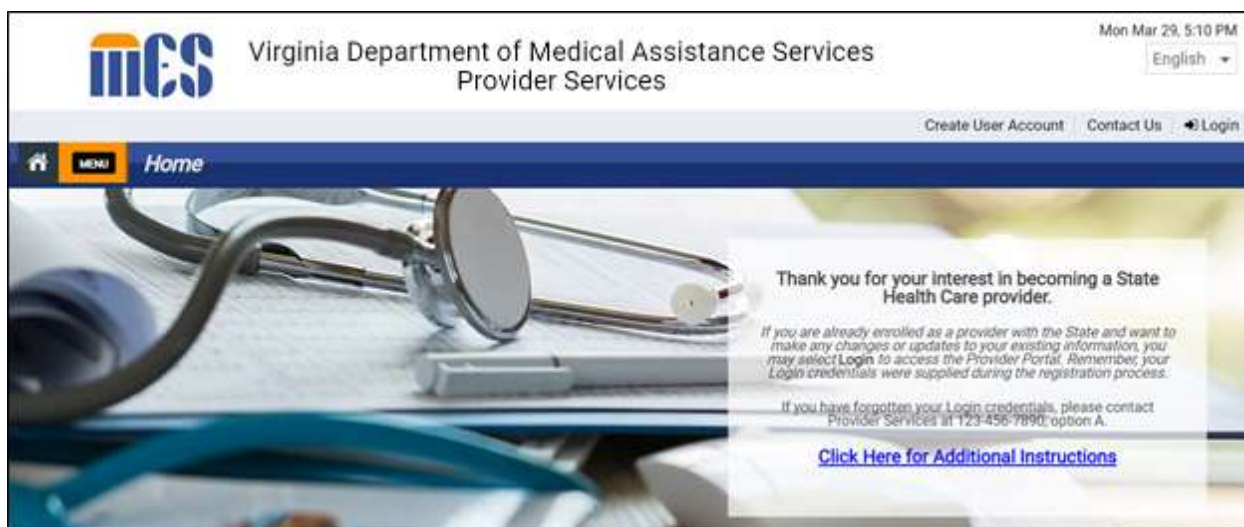 mES
Virginia Department of Medical Assistance Services
Provider Services
Mon Mar 29, 5:10 PM
English
Create User Account
Contact Us
Login
MENU
Home
Thank you for your interest in becoming a State
Health Care provider.
If you are already enrolled as a provider with the State and want to
make any changes or updates to your existing information, you
may select Login to access the Provider Portal. Remember, your
Login credentials were supplied during the registration process.
If you have forgotten your Login credentials, please contact
Provider Services at 123-456-7890, option A.
Click Here for Additional Instructions